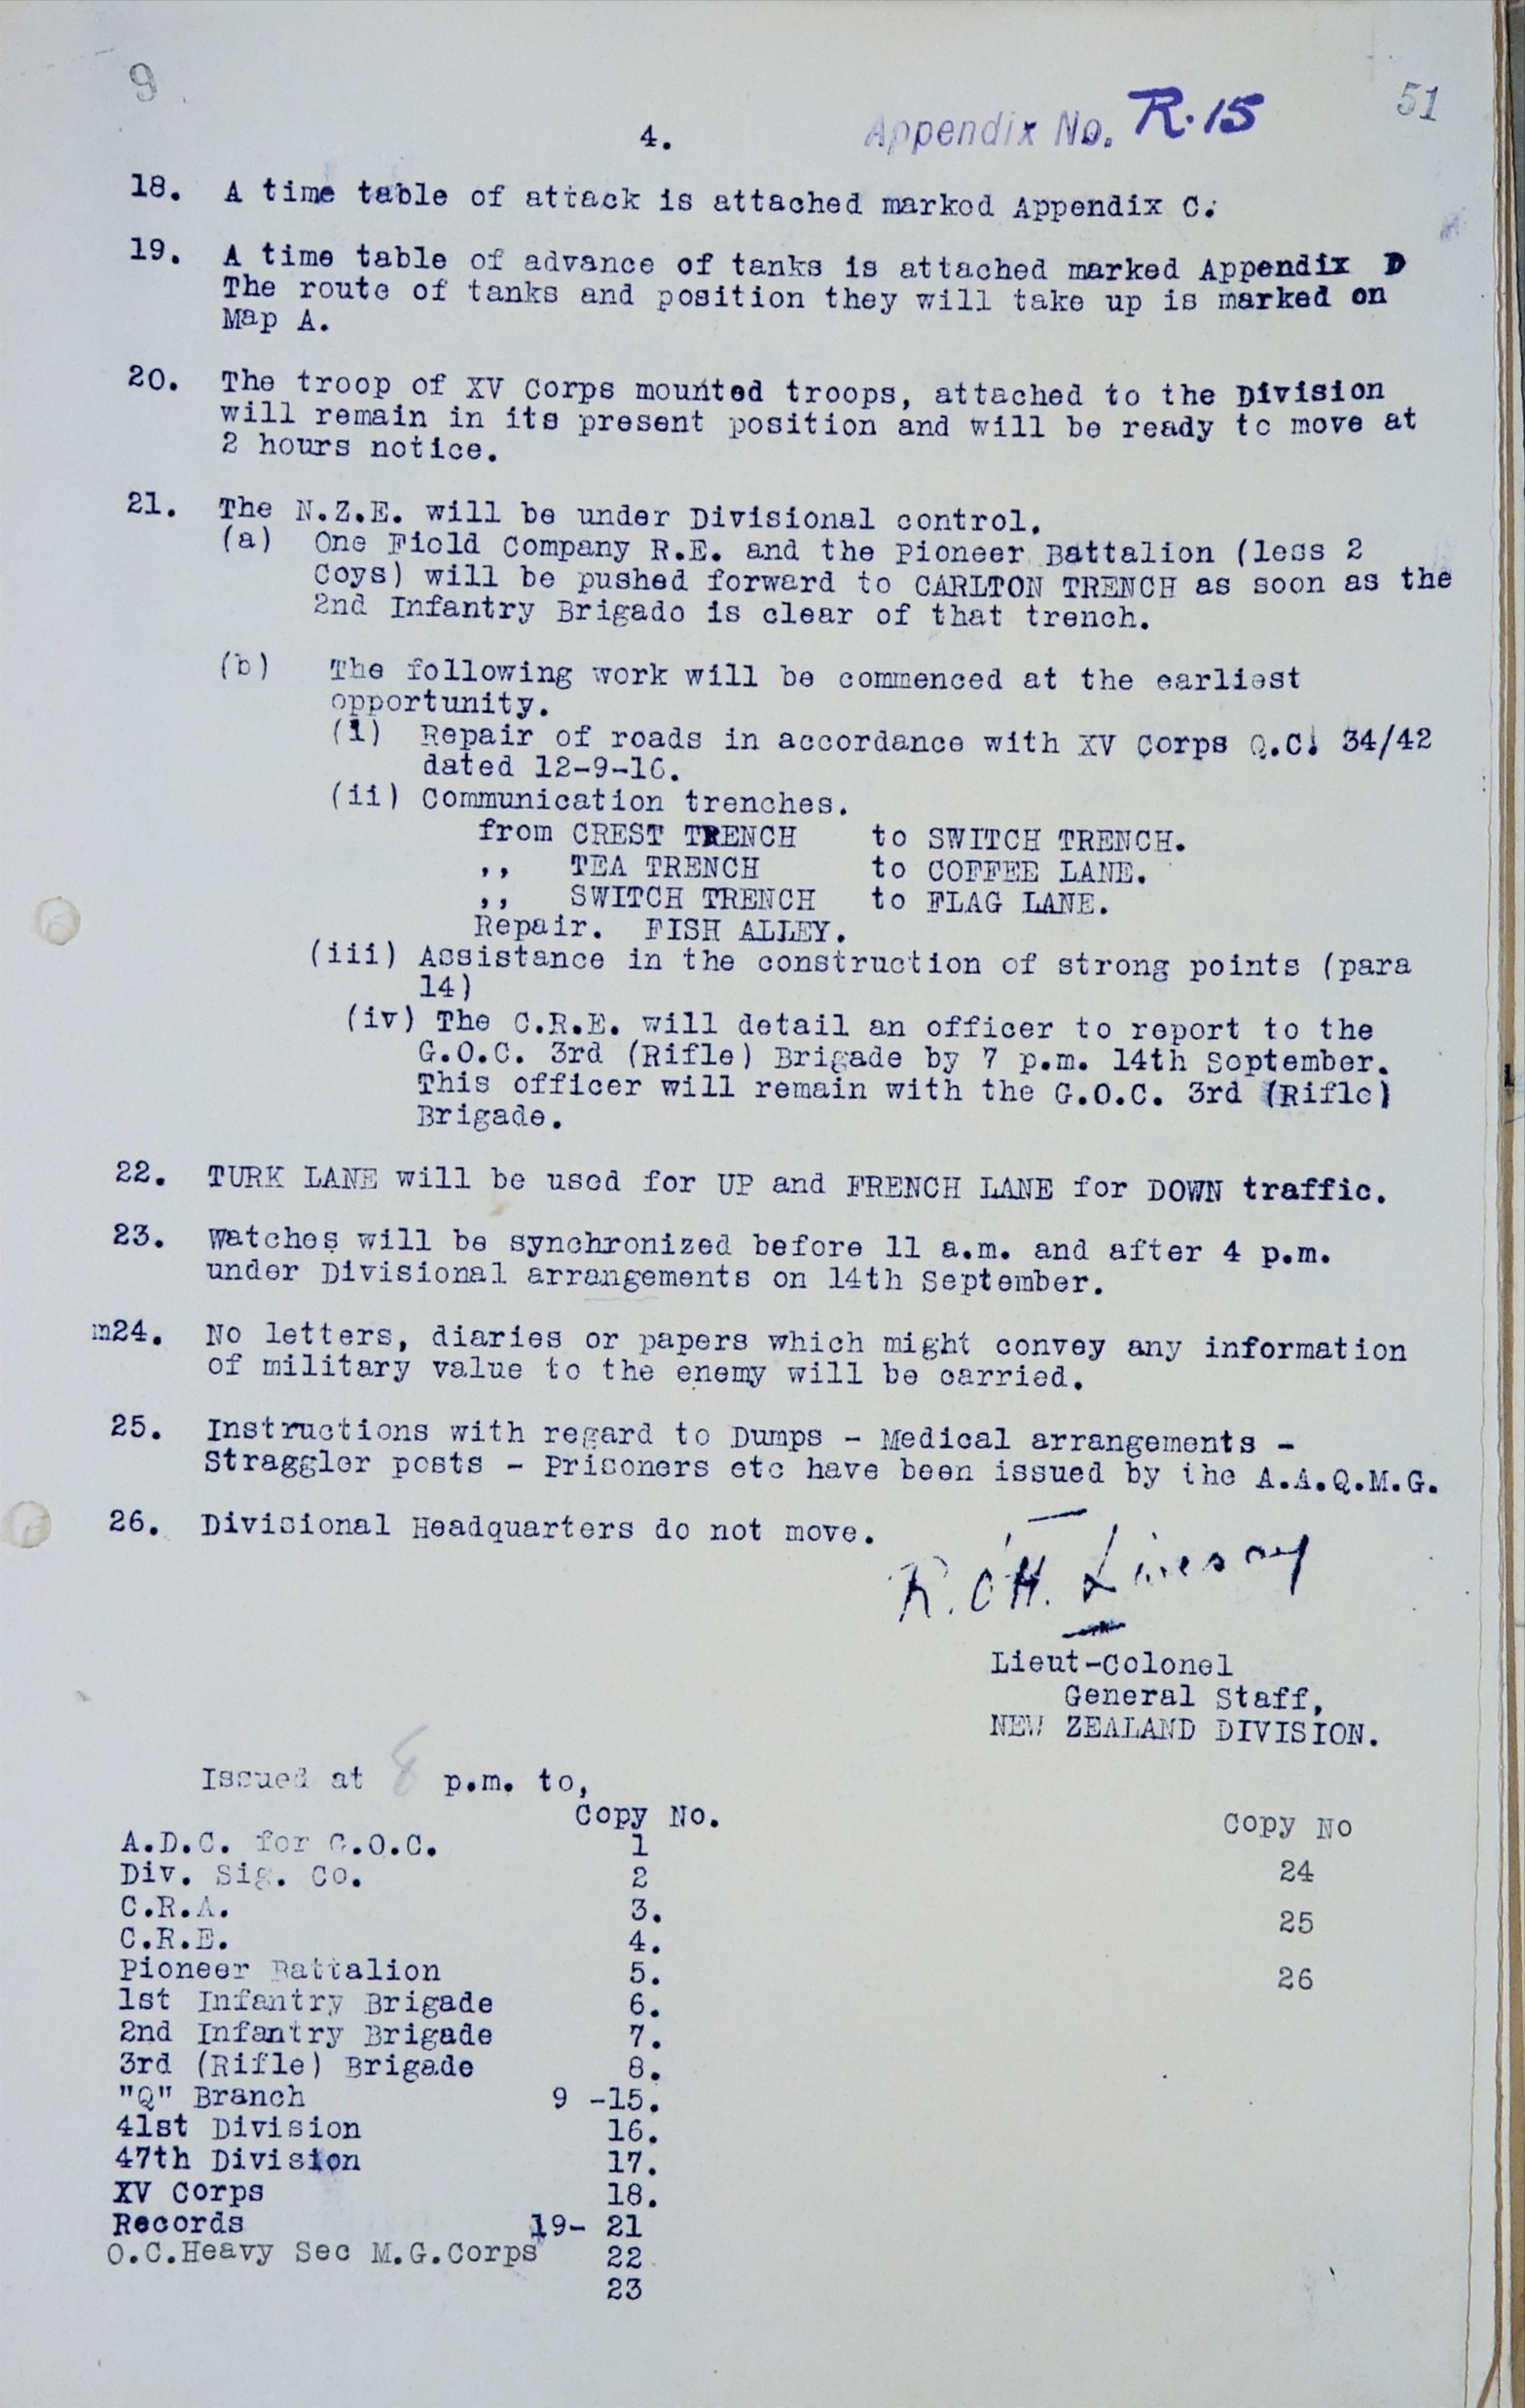 9
51
4.
Appendix No. R.15
18. A time table of attack is attached marked Appendix C.
19. A time table of advance of tanks is attached marked Appendix D
The route of tanks and position they will take up is marked on
Map A.
20. The troop of XV Corps mounted troops, attached to the Division
will remain in its present position and will be ready to move at
2 hours notice.
21. The N.Z.E. will be under Divisional control.
(a) One Field Company R.E. and the Pioneer Battalion (less 2
Coys) will be pushed forward to CARLTON TRENCH as soon as the
2nd Infantry Brigade is clear of that trench.
(b) The following work will be commenced at the earliest
opportunity.
(i) Repair of roads in accordance with XV Corps Q.C. 34/42
dated 12-9-16.
(ii) Communication trenches.
from CREST TRENCH to SWITCH TRENCH.
,, TEA TRENCH to COFFEE LANE.
,, SWITCH TRENCH to FLAG LANE.
Repair. FISH ALLEY.
(iii) Assistance in the construction of strong points (para
14)
(iv) The C.R.E. will detail an officer to report to the
G.O.C. 3rd (Rifle) Brigade by 7 p.m. 14th September.
This officer will remain with the G.O.C. 3rd (Rifle)
Brigade.
22. TURK LANE will be used for UP and FRENCH LANE for DOWN traffic.
23. Watches will be synchronized before 11 a.m. and after 4 p.m.
under Divisional arrangements on 14th September.
m24. No letters, diaries or papers which might convey any information
of military value to the enemy will be carried.
25. Instructions with regard to Dumps - Medical arrangements -
Straggler posts - Prisoners etc have been issued by the A.A.Q.M.G.
26. Divisional Headquarters do not move.
Lieut-Colonel
General Staff,
NEW ZEALAND DIVISION.
Issued at 8 p.m. to,
Copy No.
A.D.C. for G.O.C. 1
Div. Sig. Co. 2
C.R.A. 3.
C.R.E. 4.
Pioneer Battalion 5.
1st Infantry Brigade 6.
2nd Infantry Brigade 7.
3rd (Rifle) Brigade 8.
"Q" Branch 9 -15.
41st Division 16.
47th Division 17.
XV Corps 18.
Records 19- 21
O.C.Heavy Sec M.G.Corps 22
23
Copy No
24
25
26